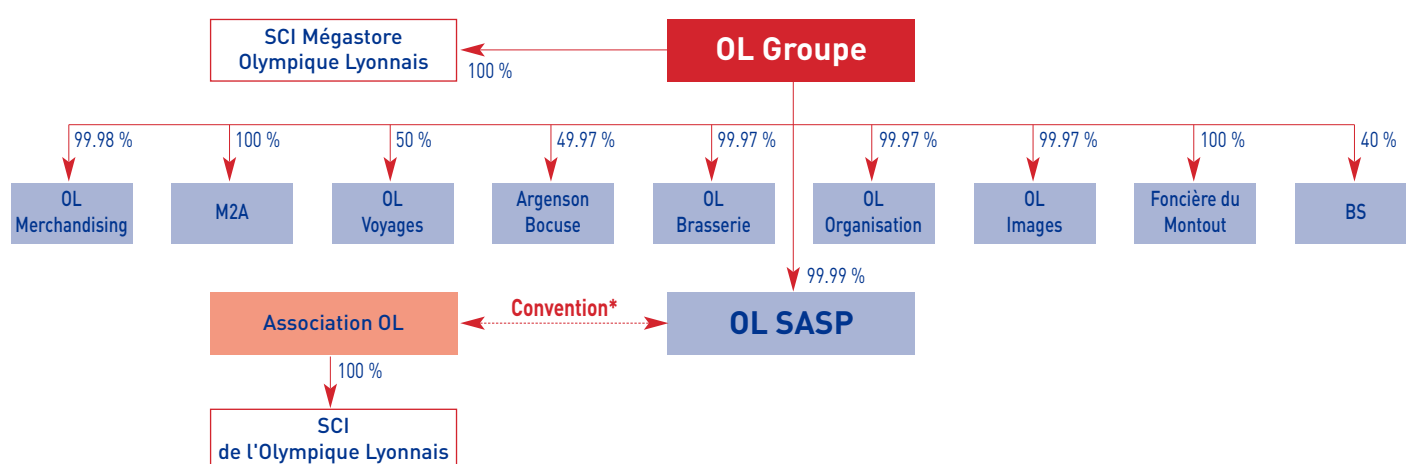 SCI Mégastore
Olympique Lyonnais
100 %
OL Groupe
99.98 %
100 %
50 %
49.97 %
99.97 %
99.97 %
99.97 %
100 %
40 %
OL
Merchandising
M2A
OL
Voyages
Argenson
Bocuse
OL
Brasserie
OL
Organisation
OL
Images
Foncière du
Montout
BS
99.99 %
Association OL
Convention*
OL SASP
100 %
SCI
de l'Olympique Lyonnais